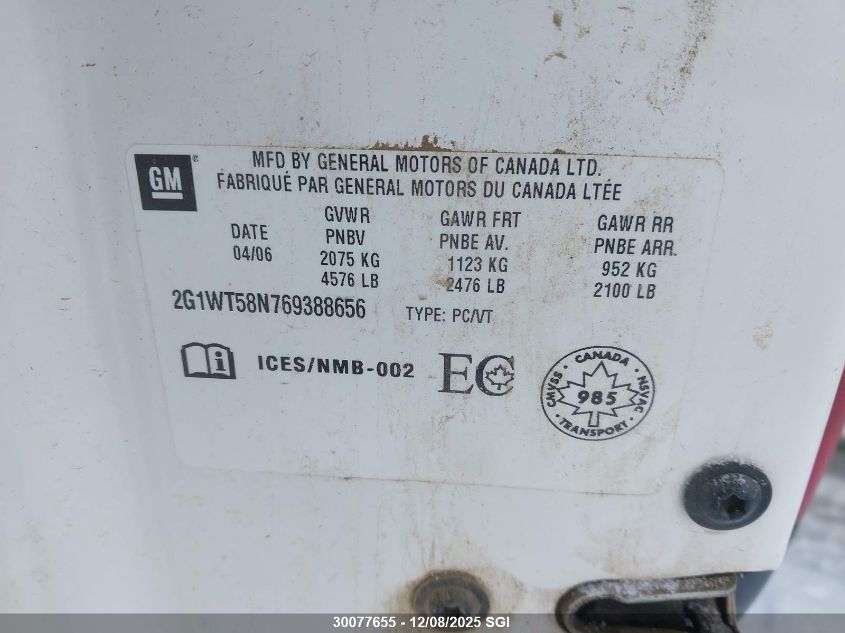 GM
MFD BY GENERAL MOTORS OF CANADA LTD.
FABRIQUÉ PAR GENERAL MOTORS DU CANADA LTÉE
DATE GVWR GAWR FRT GAWR RR
PNBV PNBE AV. PNBE ARR.
04/06 2075 KG 1123 KG 952 KG
4576 LB 2476 LB 2100 LB
2G1WT58N769388656 TYPE: PC/VT
ICES/NMB-002 EC
CANADA
CMVSS 985 NSVAC
TRANSPORT
30077655 - 12/08/2025 SGI